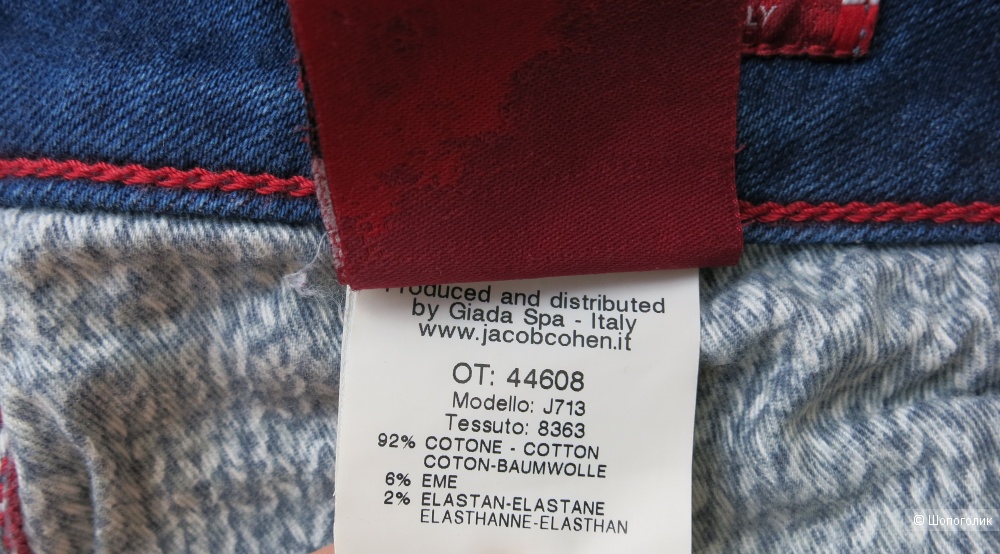 LY
Produced and distributed
by Giada Spa - Italy
www.jacobcohen.it
OT: 44608
Modello: J713
Tessuto: 8363
92% COTONE - COTTON
COTON-BAUMWOLLE
6% EME
2% ELASTAN-ELASTANE
ELASTHANNE-ELASTHAN
© Шопоголик